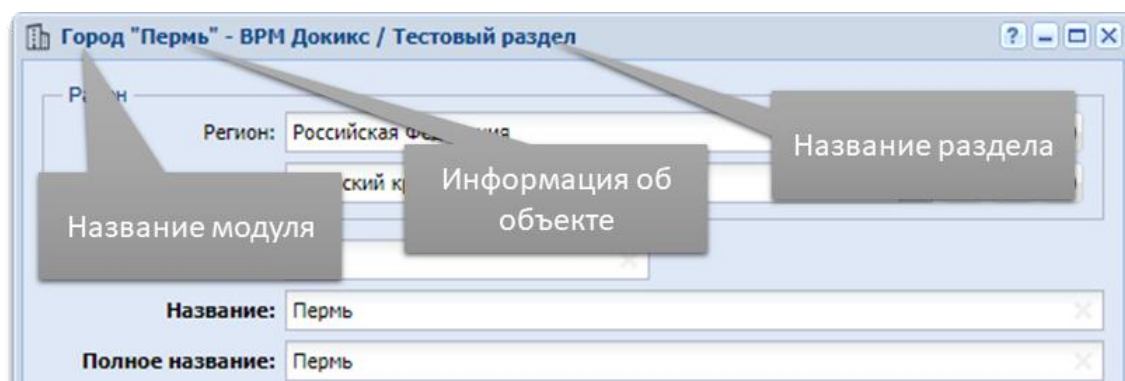 Город "Пермь" - ВРМ Докикс / Тестовый раздел
Регион: Российская
Название раздела
Информация об
объекте
Название модуля
Название: Пермь
Полное название: Пермь